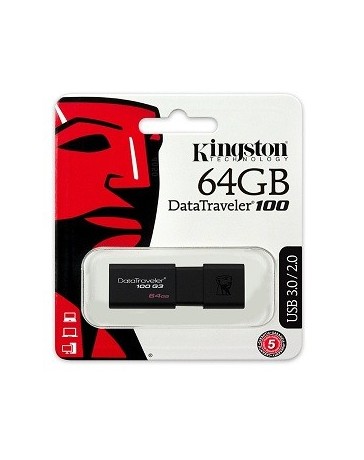 Kingston
TECHNOLOGY
64GB
DataTraveler 100
DataTraveler
100 G3
64GB
USB 3.0/2.0
5